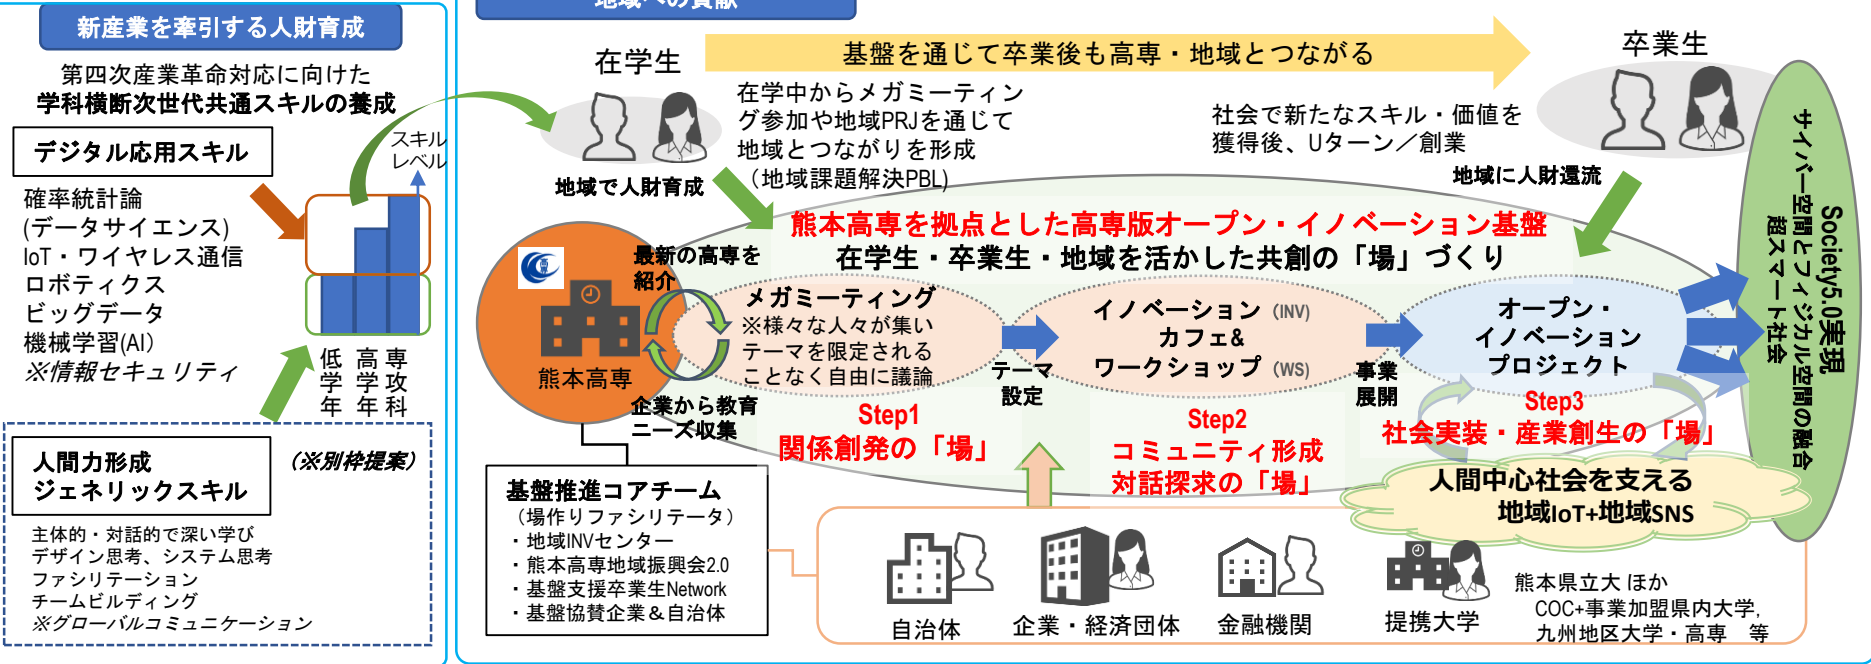 新産業を牽引する人財育成
第四次産業革命対応に向けた
学科横断次世代共通スキルの養成
デジタル応用スキル
確率統計論
(データサイエンス)
IoT・ワイヤレス通信
ロボティクス
ビッグデータ
機械学習(AI)
※情報セキュリティ
スキル
レベル
低学年
高学年
専攻科
人間力形成
ジェネリックスキル
(※別枠提案)
主体的・対話的で深い学び
デザイン思考、システム思考
ファシリテーション
チームビルディング
※グローバルコミュニケーション
地域への貢献
在学生
基盤を通じて卒業後も高専・地域とつながる
卒業生
在学中からメガミーティン
グ参加や地域PRJを通じて
地域とつながりを形成
(地域課題解決PBL)
社会で新たなスキル・価値を
獲得後、Uターン／創業
地域で人財育成
地域に人財還流
熊本高専を拠点とした高専版オープン・イノベーション基盤
在学生・卒業生・地域を活かした共創の「場」づくり
高専
熊本高専
最新の高専を
紹介
企業から教育
ニーズ収集
メガミーティング
※様々な人々が集い
テーマを限定される
ことなく自由に議論
テーマ
設定
イノベーション (INV)
カフェ&
ワークショップ (WS)
事業
展開
オープン・
イノベーション
プロジェクト
Step1
関係創発の「場」
Step2
コミュニティ形成
対話探求の「場」
Step3
社会実装・産業創生の「場」
人間中心社会を支える
地域IoT+地域SNS
Society5.0実現
サイバー空間とフィジカル空間の融合
超スマート社会
基盤推進コアチーム
(場作りファシリテータ)
・地域INVセンター
・熊本高専地域振興会2.0
・基盤支援卒業生Network
・基盤協賛企業＆自治体
自治体
企業・経済団体
金融機関
提携大学
熊本県立大 ほか
COC+事業加盟県内大学,
九州地区大学・高専 等